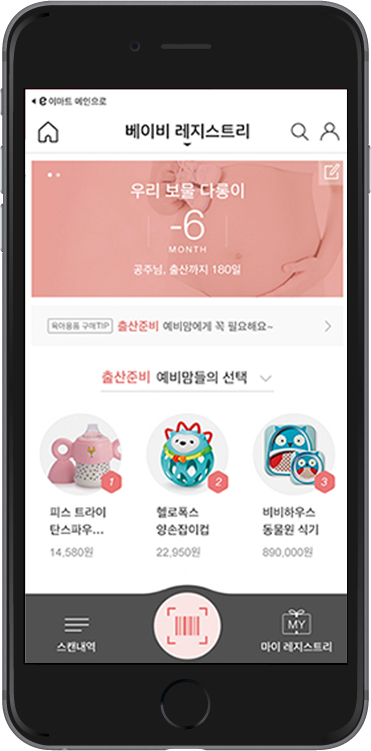 e 이마트 메인으로
베이비 레지스트리
우리 보물 다롱이
-6
MONTH
공주님, 출산까지 180일
육아용품 구매TIP 출산준비 예비맘에게 꼭 필요해요~
출산준비 예비맘들의 선택
1 2 3
피스 트라이 헬로폭스 비비하우스
탄스파우... 양손잡이컵 동물원 식기
14,580원 22,950원 890,000원
MY
스캔내역 마이 레지스트리